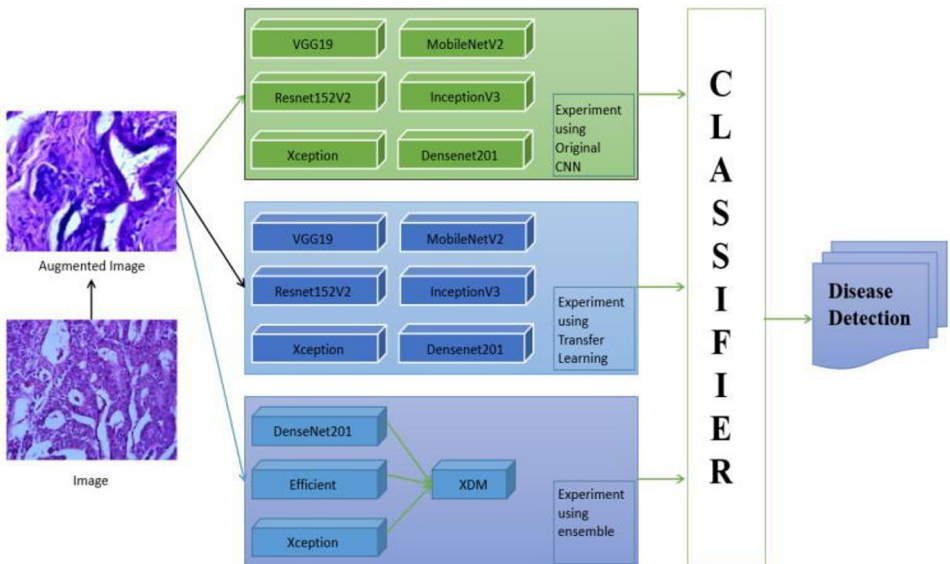 VGG19
MobileNetV2
Resnet152V2
InceptionV3
Xception
Densenet201
Experiment
using
Original
CNN
Augmented Image
Image
VGG19
MobileNetV2
Resnet152V2
InceptionV3
Xception
Densenet201
Experiment
using
Transfer
Learning
DenseNet201
Efficient
XDM
Xception
Experiment
using
ensemble
C
L
A
S
S
I
F
I
E
R
Disease
Detection